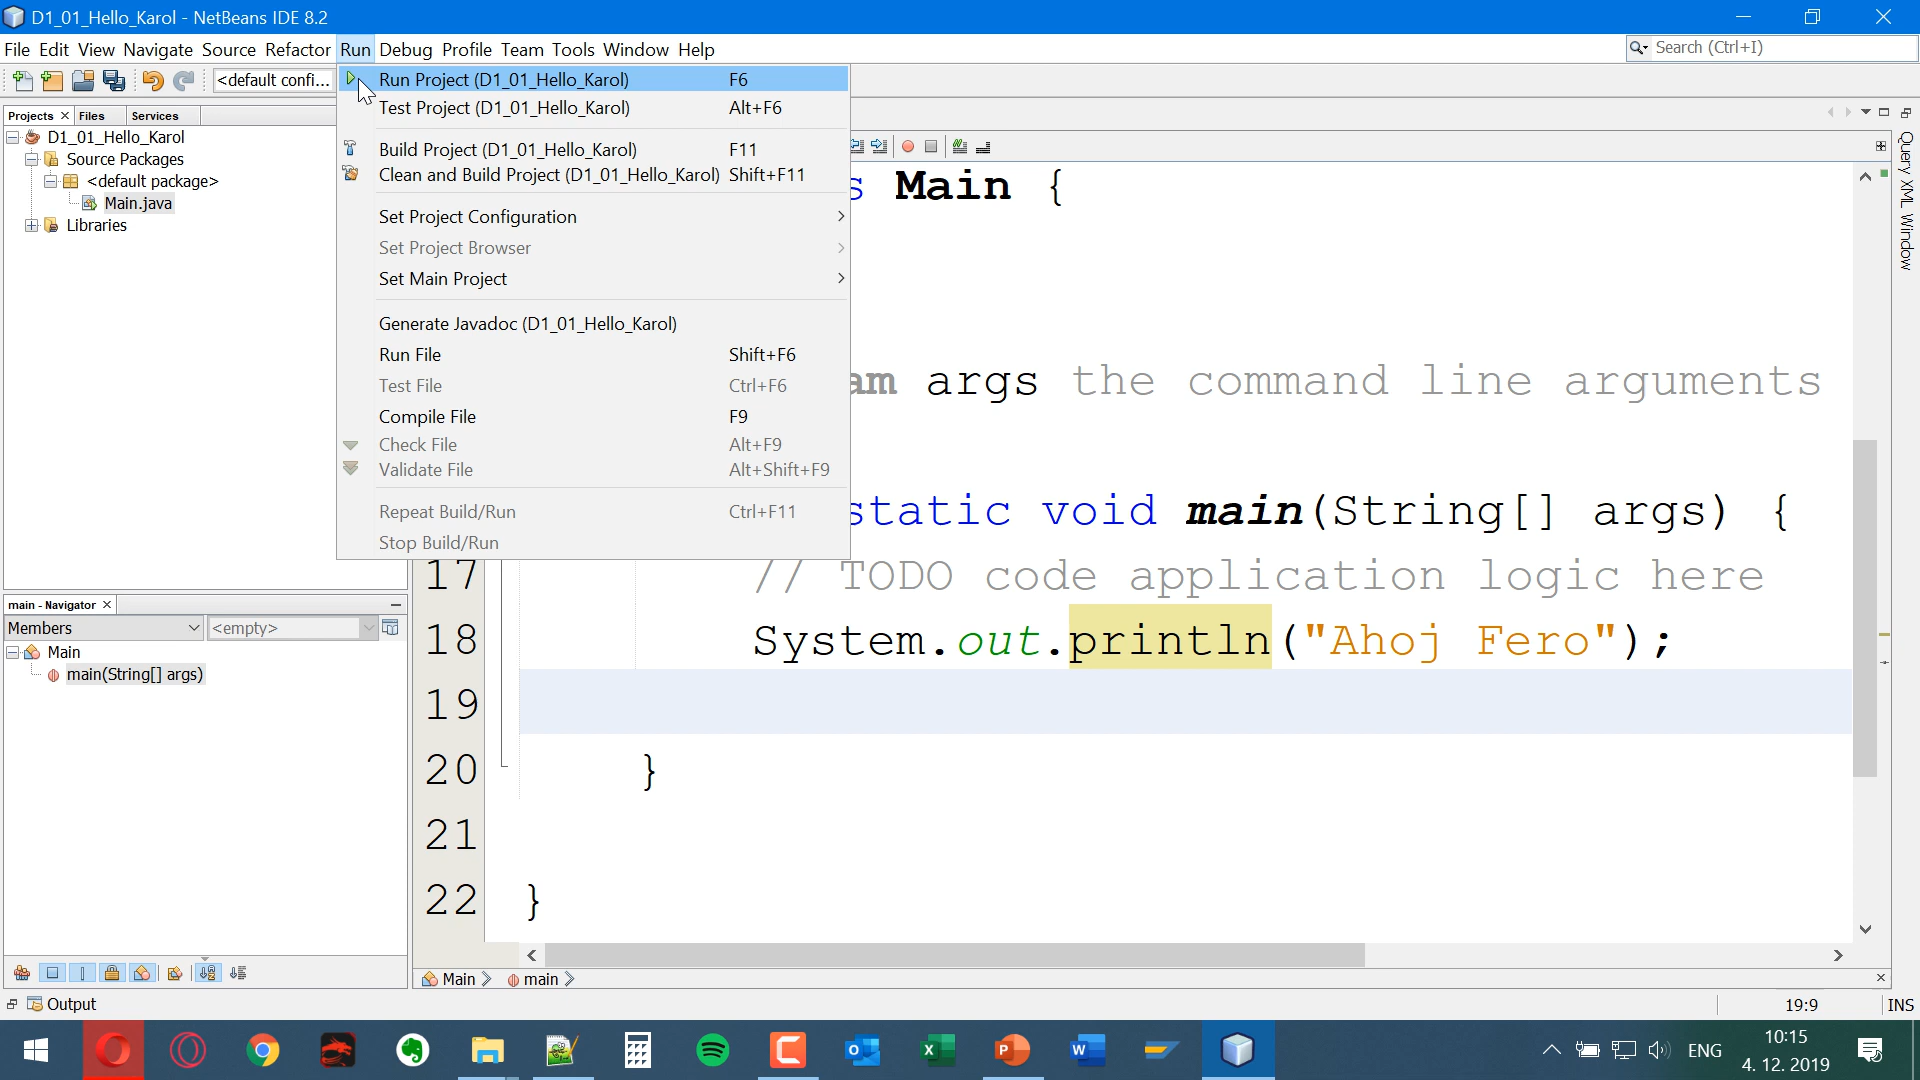 D1_01_Hello_Karol - NetBeans IDE 8.2
File Edit View Navigate Source Refactor Run Debug Profile Team Tools Window Help
Search (Ctrl+I)
<default confi...
Run Project (D1_01_Hello_Karol) F6
Test Project (D1_01_Hello_Karol) Alt+F6
Build Project (D1_01_Hello_Karol) F11
Clean and Build Project (D1_01_Hello_Karol) Shift+F11
Set Project Configuration
Set Project Browser
Set Main Project
Generate Javadoc (D1_01_Hello_Karol)
Run File Shift+F6
Test File Ctrl+F6
Compile File F9
Check File Alt+F9
Validate File Alt+Shift+F9
Repeat Build/Run Ctrl+F11
Stop Build/Run
Projects Files Services
D1_01_Hello_Karol
Source Packages
<default package>
Main.java
Libraries
Query XML Window
s Main {
am args the command line arguments
static void main(String[] args) {
17 // TODO code application logic here
18 System.out.println("Ahoj Fero");
19
20 }
21
22 }
main - Navigator
Members <empty>
Main
main(String[] args)
Main main
Output
19:9 INS
ENG
10:15
4. 12. 2019